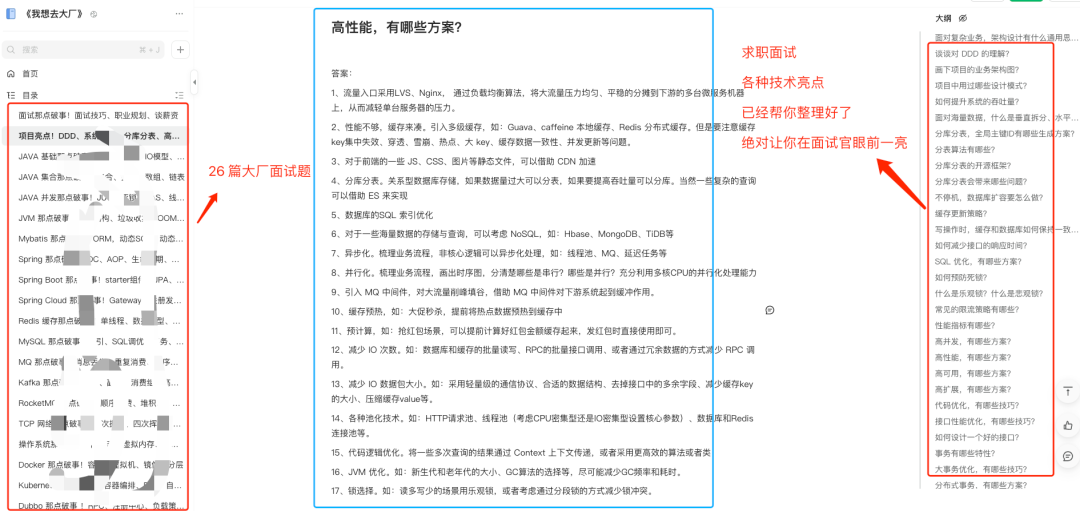 《我想去大厂》
搜索
⌘ + J
首页
目录
面试那点破事！面试技巧、职业规划、谈薪资
项目亮点！DDD、系统 分库分表、高…
JAVA 基础 IO模型、…
JAVA 集合那 数组、链表
JAVA 并发那点破事！ S、线…
JVM 那点破事！ 构、垃圾收 OOM…
Mybatis 那点 ORM，动态S 动态…
Spring 那点破 OC、AOP、生 期、…
Spring Boot 那 事！starter组 PA、…
Spring Cloud 那 事！Gateway 册发…
Redis 缓存那点破 单线程、数 型、…
MySQL 那点破事 引、SQL调优 务、…
MQ 那点破事 消息丢 重复消费 序…
Kafka 那点 消费组 高…
RocketM 点 顺序 费、堆积 …
TCP 网络 破事 次 四次挥…
操作系统 虚拟内存、…
Docker 那点破事！容 拟机、镜 分层
Kuberne 容器编排、 自…
Dubbo 那点破事！RPC、注册中心、负载策…
26 篇大厂面试题
高性能，有哪些方案？
答案：
1、流量入口采用LVS、Nginx， 通过负载均衡算法，将大流量压力均匀、平稳的分摊到下游的多台微服务机器
上，从而减轻单台服务器的压力。
2、性能不够，缓存来凑。引入多级缓存，如：Guava、caffeine 本地缓存、Redis 分布式缓存。但是要注意缓存
key集中失效、穿透、雪崩、热点、大 key、缓存数据一致性、并发更新等问题。
3、对于前端的一些 JS、CSS、图片等静态文件，可以借助 CDN 加速
4、分库分表。关系型数据库存储，如果数据量过大可以分表，如果要提高吞吐量可以分库。当然一些复杂的查询
可以借助 ES 来实现
5、数据库的SQL 索引优化
6、对于一些海量数据的存储与查询，可以考虑 NoSQL，如：Hbase、MongoDB、TiDB等
7、异步化。梳理业务流程，非核心逻辑可以异步化处理，如：线程池、MQ、延迟任务等
8、并行化。梳理业务流程，画出时序图，分清楚哪些是串行？哪些是并行？充分利用多核CPU的并行化处理能力
9、引入 MQ 中间件，对大流量削峰填谷，借助 MQ 中间件对下游系统起到缓冲作用。
10、缓存预热，如：大促秒杀，提前将热点数据预热到缓存中
11、预计算，如：抢红包场景，可以提前计算好红包金额缓存起来，发红包时直接使用即可。
12、减少 IO 次数。如：数据库和缓存的批量读写、RPC的批量接口调用、或者通过冗余数据的方式减少 RPC 调
用。
13、减少 IO 数据包大小。如：采用轻量级的通信协议、合适的数据结构、去掉接口中的多余字段、减少缓存key
的大小、压缩缓存value等。
14、各种池化技术，如：HTTP请求池、线程池（考虑CPU密集型还是IO密集型设置核心参数）、数据库和Redis
连接池等。
15、代码逻辑优化。将一些多次查询的结果通过 Context 上下文传递，或者采用更高效的算法或者类
16、JVM 优化。如：新生代和老年代的大小、GC算法的选择等，尽可能减少GC频率和耗时。
17、锁选择。如：读多写少的场景用乐观锁，或者考虑通过分段锁的方式减少锁冲突。
求职面试
各种技术亮点
已经帮你整理好了
绝对让你在面试官眼前一亮
大纲
面对复杂业务，架构设计有什么通用思…
谈谈对 DDD 的理解？
画下项目的业务架构图？
项目中用过哪些设计模式？
如何提升系统的吞吐量？
面对海量数据，什么是垂直拆分、水平…
分库分表，全局主键ID有哪些生成方案？
分表算法有哪些？
分库分表的开源框架？
分库分表会带来哪些问题？
不停机，数据库扩容要怎么做？
缓存更新策略？
写操作时，缓存和数据库如何保持一致…
如何减少接口的响应时间？
SQL 优化，有哪些方案？
如何预防死锁？
什么是乐观锁？什么是悲观锁？
常见的限流策略有哪些？
性能指标有哪些？
高并发，有哪些方案？
高性能，有哪些方案？
高可用，有哪些方案？
高扩展，有哪些方案？
代码优化，有哪些技巧？
接口性能优化，有哪些技巧？
如何设计一个好的接口？
事务有哪些特性？
大事务优化，有哪些技巧？
分布式事务，有哪些方案？